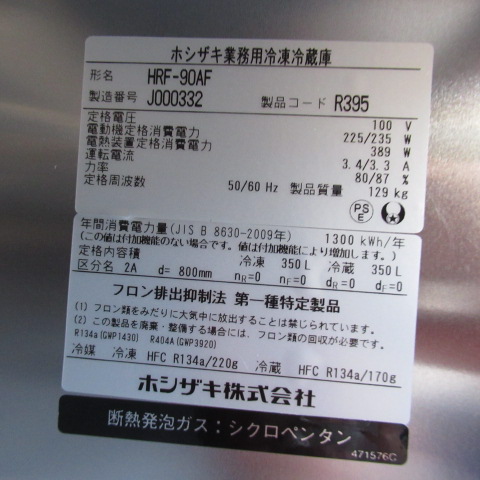 ホシザキ業務用冷凍冷蔵庫
形名 HRF-90AF
製造番号 J000332 製品コード R395
定格電圧 100 V
電動機定格消費電力 225/235 W
電熱装置定格消費電力 389 W
運転電流 3.4/3.3 A
力率 80/87 %
定格周波数 50/60 Hz 製品質量 129 kg
PSE
年間消費電力量(JIS B 8630-2009年) 1300 kWh/年
(この値は付加機能のない場合です。値は付加機能により増加します。)
定格内容積 冷凍 350L 冷蔵 350L
区分名 2A d= 800mm nR=0 nF=0 dR=0 dF=0
フロン排出抑制法 第一種特定製品
(1) フロン類をみだりに大気中に放出することは禁じられています。
(2) この製品を廃棄・整備する場合には、フロン類の回収が必要です。
R134a(GWP1430) R404A(GWP3920)
冷媒 冷凍 HFC R134a/220g 冷蔵 HFC R134a/170g
ホシザキ株式会社
断熱発泡ガス：シクロペンタン
471576C